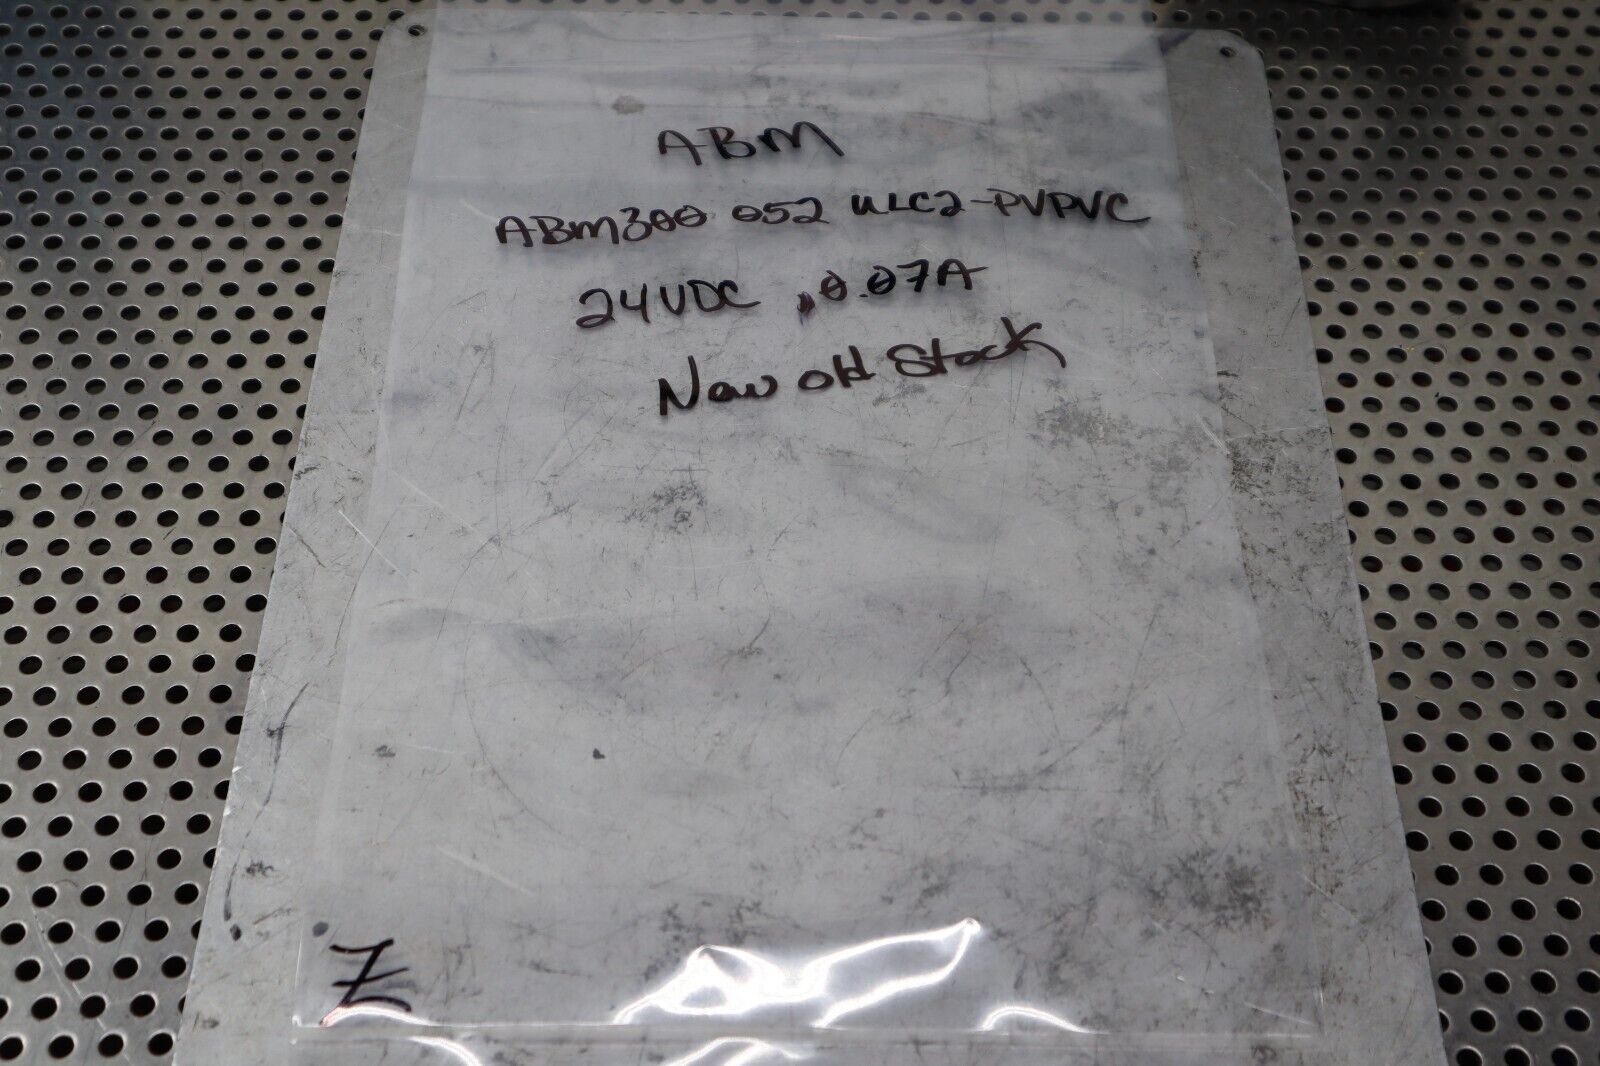 ABM
ABM300 052 ULC2-PVPVC
24VDC ,0.07A
New old Stock
Z